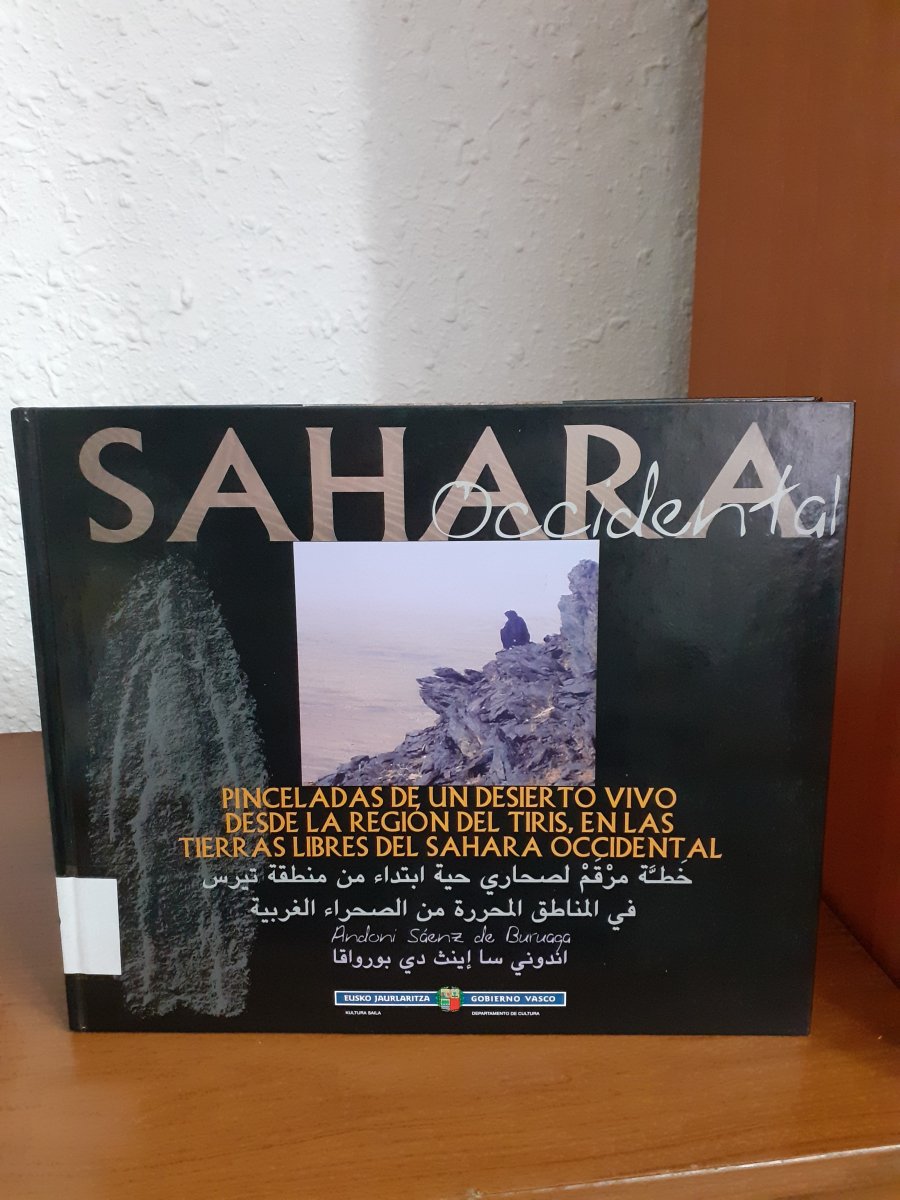 SAHARA
Occidental
PINCELADAS DE UN DESIERTO VIVO
DESDE LA REGIÓN DEL TIRIS, EN LAS
TIERRAS LIBRES DEL SAHARA OCCIDENTAL
خَطَّة مرْقَمْ لصحاري حية ابتداء من منطقة تيرس
في المناطق المحررة من الصحراء الغربية
Andoni Sáenz de Buruaga
اندوني سا إينث دي بورواقا
EUSKO JAURLARITZA GOBIERNO VASCO
KULTURA SAILA DEPARTAMENTO DE CULTURA